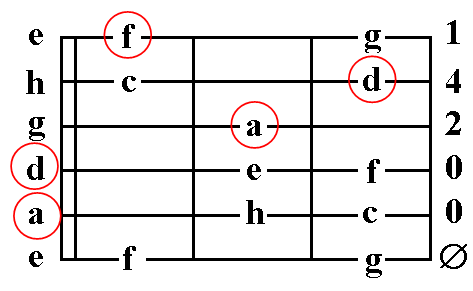 e f g 1
h c d 4
g a 2
d e f 0
a h c 0
e f g ∅